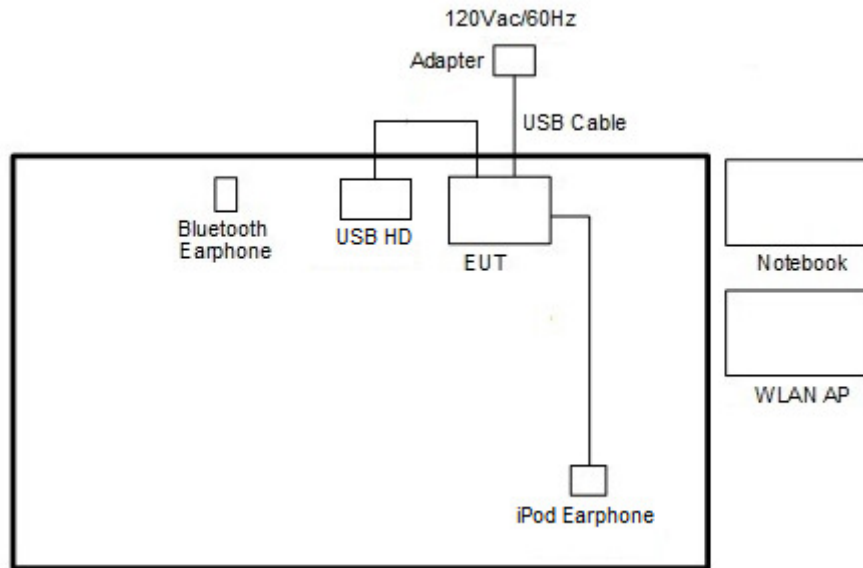 120Vac/60Hz
Adapter
USB Cable
Bluetooth
Earphone
USB HD
EUT
Notebook
WLAN AP
iPod Earphone